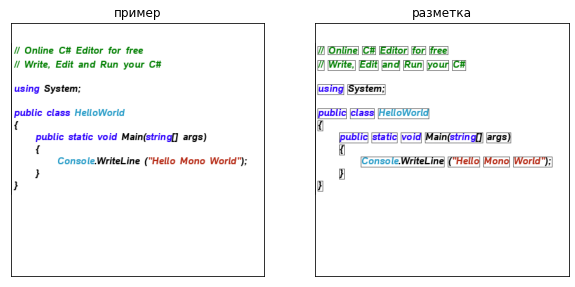 пример
// Online C# Editor for free
// Write, Edit and Run your C#
using System;
public class HelloWorld
{
public static void Main(string[] args)
{
Console.WriteLine ("Hello Mono World");
}
}
разметка
// Online C# Editor for free
// Write, Edit and Run your C#
using System;
public class HelloWorld
{
public static void Main(string[] args)
{
Console.WriteLine ("Hello Mono World");
}
}